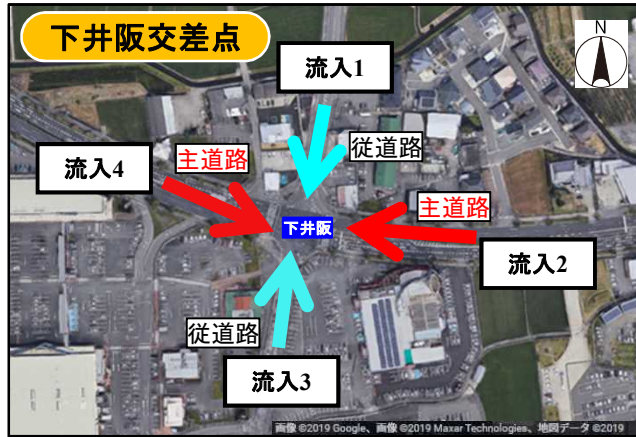 下井阪交差点
N
流入1
流入4
主道路
従道路
主道路
下井阪
流入2
従道路
流入3
画像 ©2019 Google、画像 ©2019 Maxar Technologies、地図データ ©2019